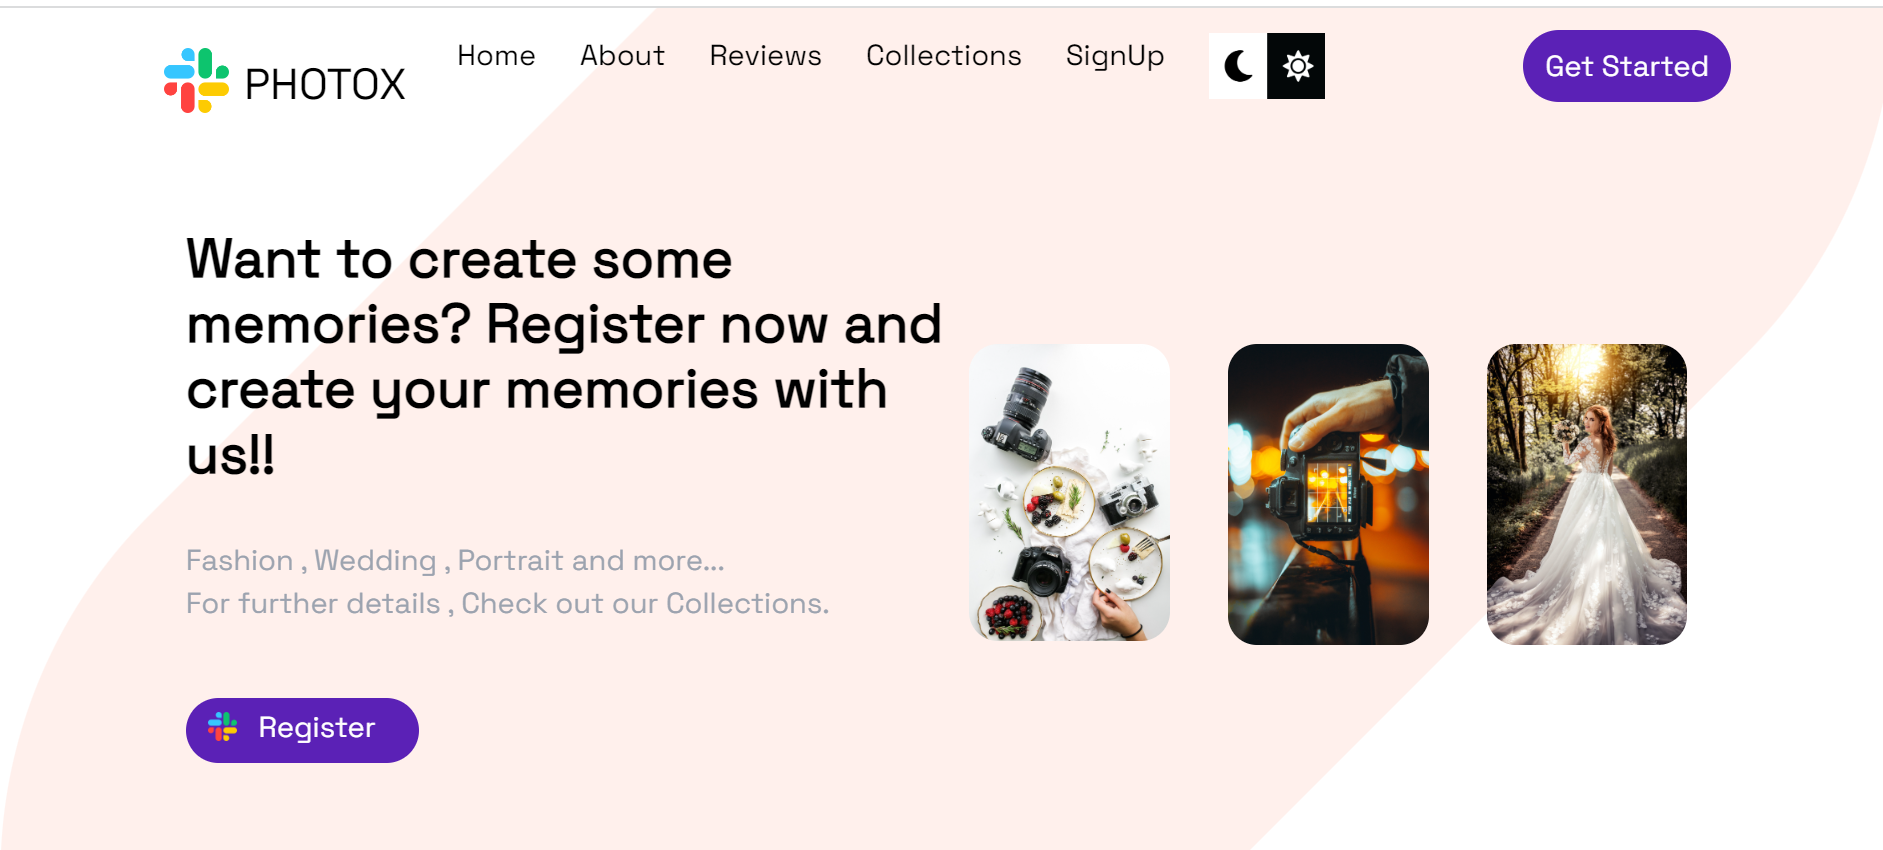 PHOTOX
Home About Reviews Collections SignUp
Get Started
Want to create some
memories? Register now and
create your memories with
us!!
Fashion , Wedding , Portrait and more...
For further details , Check out our Collections.
Register